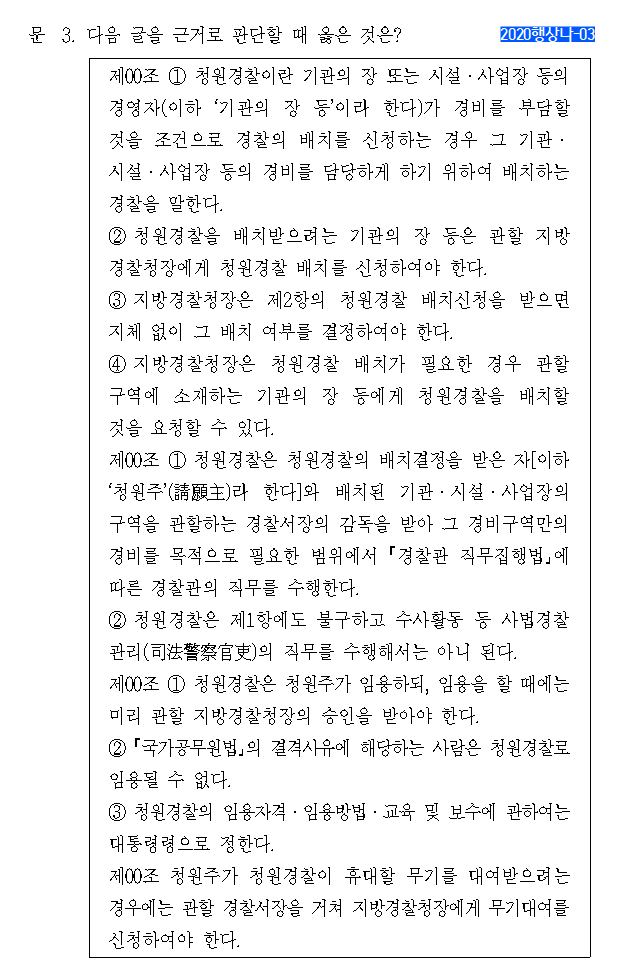 문 3. 다음 글을 근거로 판단할 때 옳은 것은? 2020행상나-03
제00조 ① 청원경찰이란 기관의 장 또는 시설·사업장 등의
경영자(이하 ‘기관의 장 등’이라 한다)가 경비를 부담할
것을 조건으로 경찰의 배치를 신청하는 경우 그 기관·
시설·사업장 등의 경비를 담당하게 하기 위하여 배치하는
경찰을 말한다.
② 청원경찰을 배치받으려는 기관의 장 등은 관할 지방
경찰청장에게 청원경찰 배치를 신청하여야 한다.
③ 지방경찰청장은 제2항의 청원경찰 배치신청을 받으면
지체 없이 그 배치 여부를 결정하여야 한다.
④ 지방경찰청장은 청원경찰 배치가 필요한 경우 관할
구역에 소재하는 기관의 장 등에게 청원경찰을 배치할
것을 요청할 수 있다.
제00조 ① 청원경찰은 청원경찰의 배치결정을 받은 자[이하
‘청원주’(請願主)라 한다]와 배치된 기관·시설·사업장의
구역을 관할하는 경찰서장의 감독을 받아 그 경비구역만의
경비를 목적으로 필요한 범위에서 『경찰관 직무집행법』에
따른 경찰관의 직무를 수행한다.
② 청원경찰은 제1항에도 불구하고 수사활동 등 사법경찰
관리(司法警察官吏)의 직무를 수행해서는 아니 된다.
제00조 ① 청원경찰은 청원주가 임용하되, 임용을 할 때에는
미리 관할 지방경찰청장의 승인을 받아야 한다.
② 『국가공무원법』의 결격사유에 해당하는 사람은 청원경찰로
임용될 수 없다.
③ 청원경찰의 임용자격·임용방법·교육 및 보수에 관하여는
대통령령으로 정한다.
제00조 청원주가 청원경찰이 휴대할 무기를 대여받으려는
경우에는 관할 경찰서장을 거쳐 지방경찰청장에게 무기대여를
신청하여야 한다.